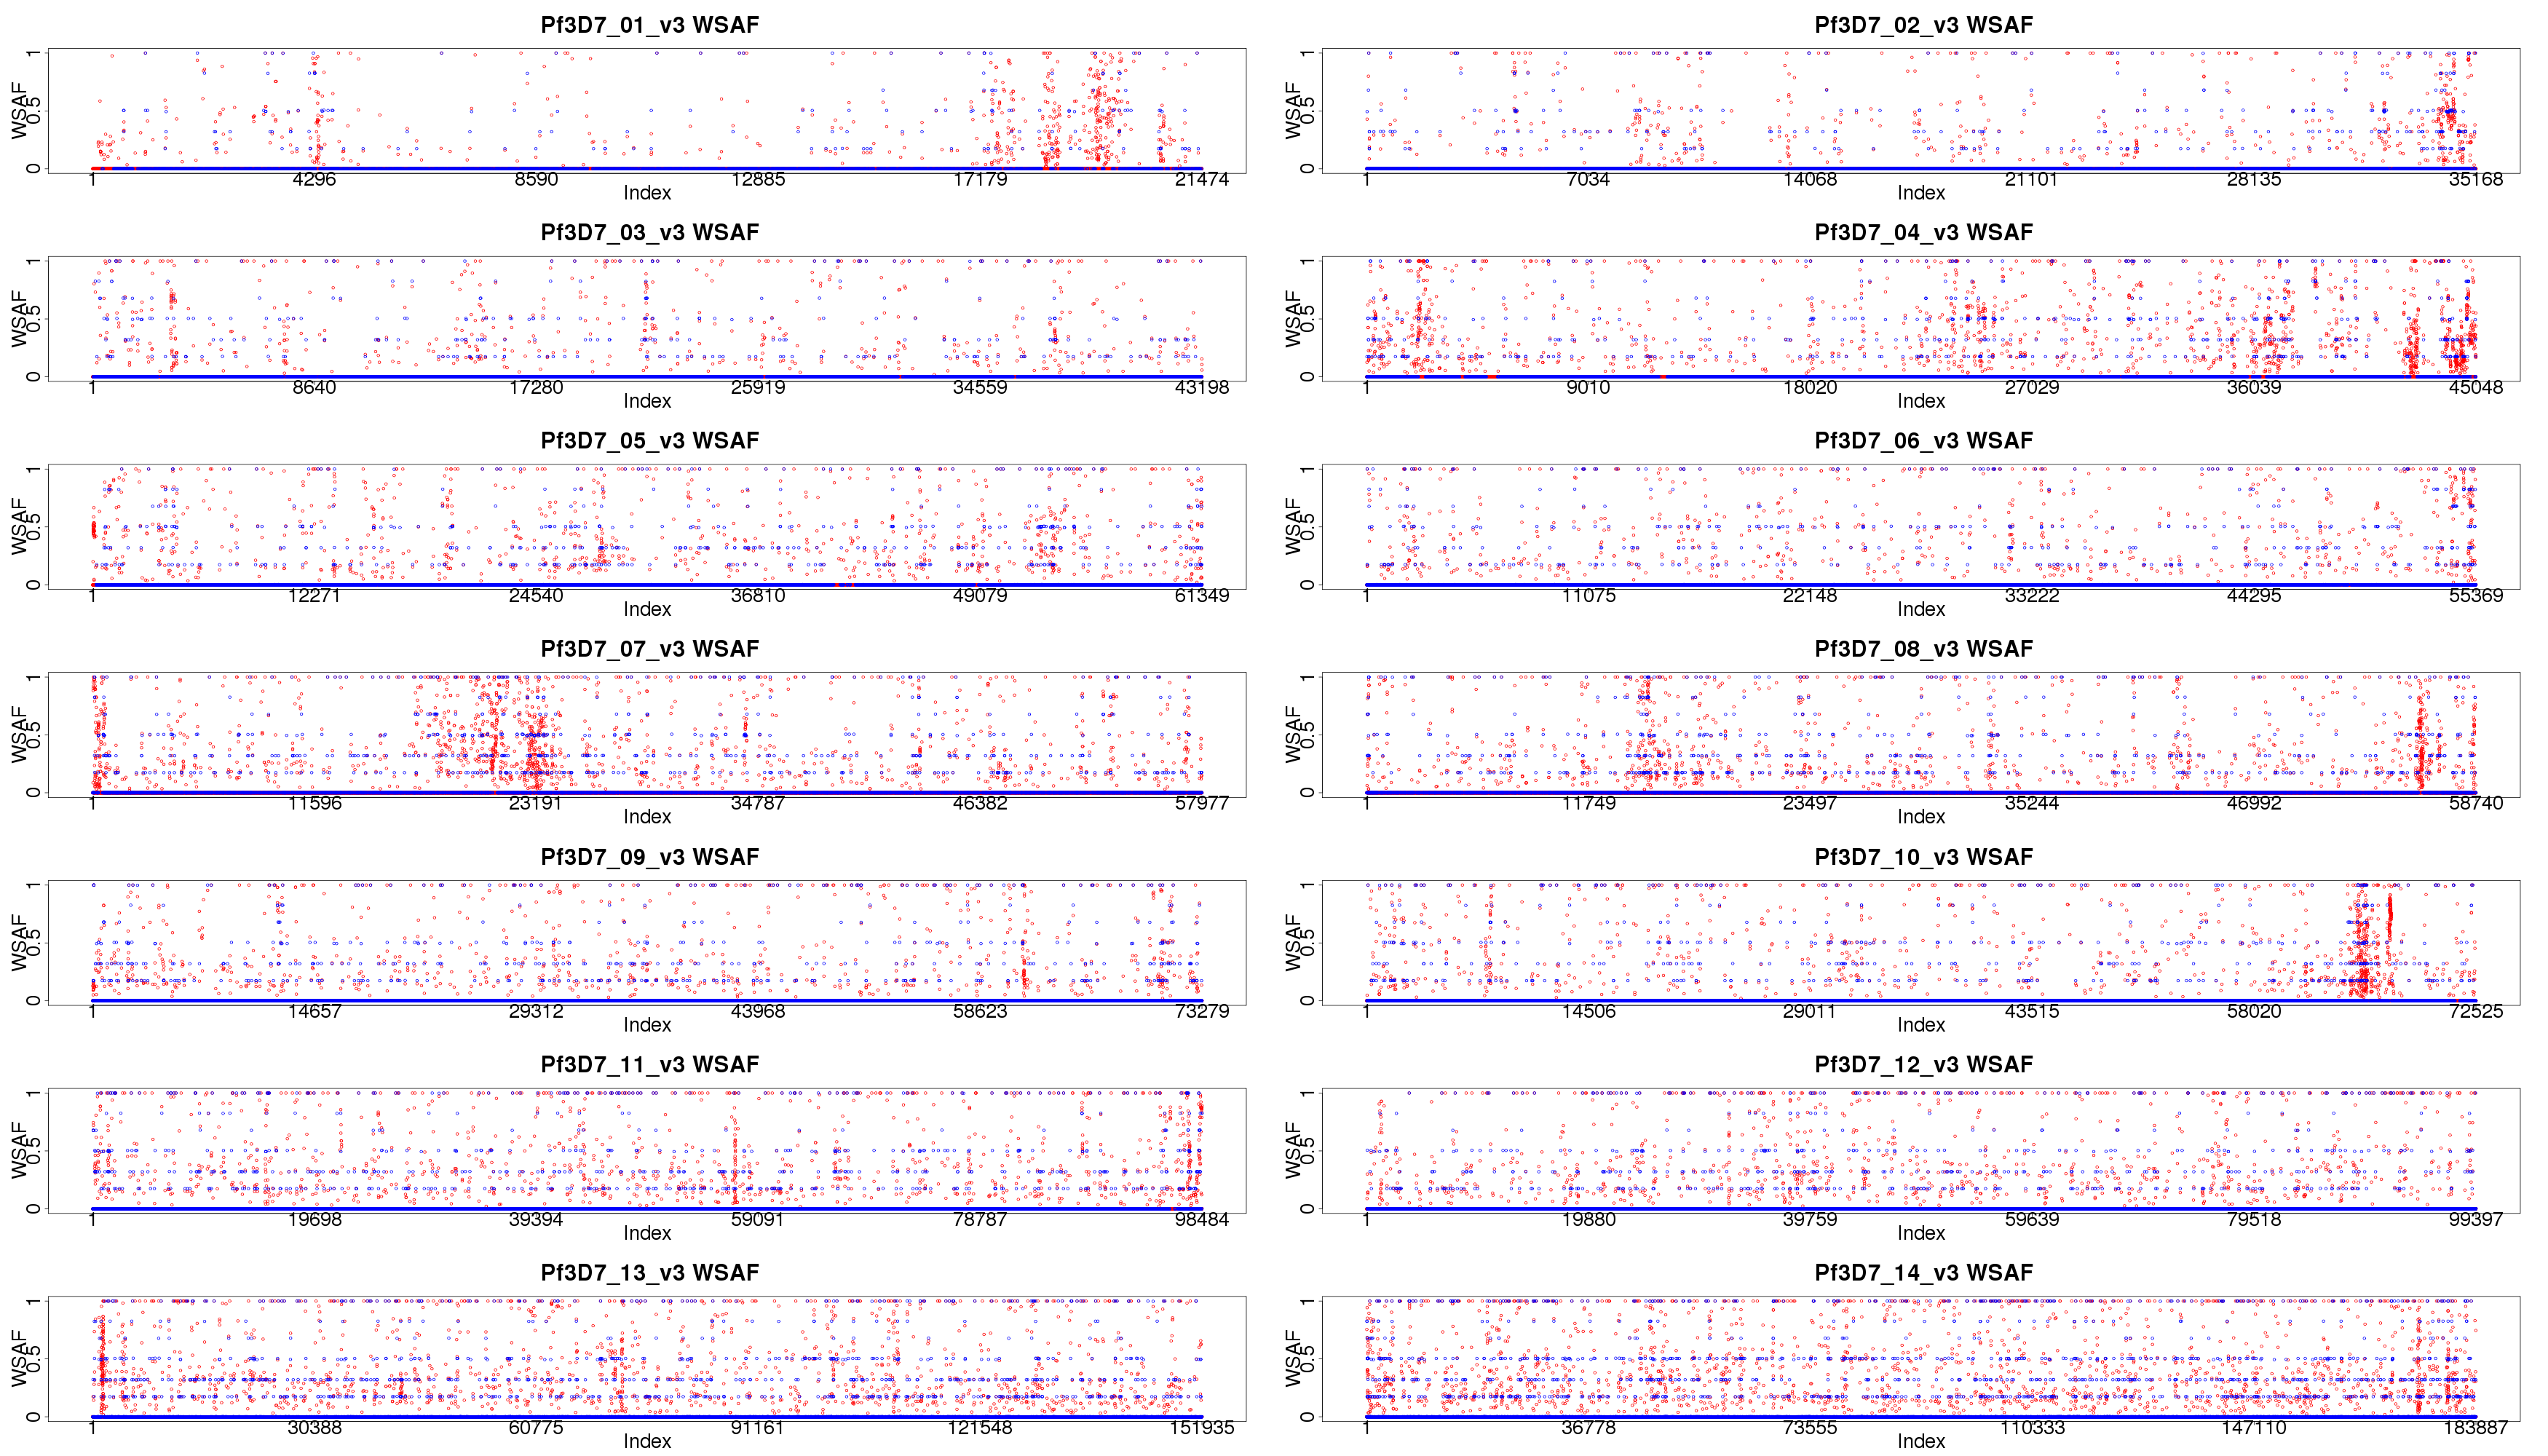 Pf3D7_01_v3 WSAF
WSAF
0 0.5 1
1 4296 8590 12885 17179 21474
Index
Pf3D7_02_v3 WSAF
WSAF
0 0.5 1
1 7034 14068 21101 28135 35168
Index
Pf3D7_03_v3 WSAF
WSAF
0 0.5 1
1 8640 17280 25919 34559 43198
Index
Pf3D7_04_v3 WSAF
WSAF
0 0.5 1
1 9010 18020 27029 36039 45048
Index
Pf3D7_05_v3 WSAF
WSAF
0 0.5 1
1 12271 24540 36810 49079 61349
Index
Pf3D7_06_v3 WSAF
WSAF
0 0.5 1
1 11075 22148 33222 44295 55369
Index
Pf3D7_07_v3 WSAF
WSAF
0 0.5 1
1 11596 23191 34787 46382 57977
Index
Pf3D7_08_v3 WSAF
WSAF
0 0.5 1
1 11749 23497 35244 46992 58740
Index
Pf3D7_09_v3 WSAF
WSAF
0 0.5 1
1 14657 29312 43968 58623 73279
Index
Pf3D7_10_v3 WSAF
WSAF
0 0.5 1
1 14506 29011 43515 58020 72525
Index
Pf3D7_11_v3 WSAF
WSAF
0 0.5 1
1 19698 39394 59091 78787 98484
Index
Pf3D7_12_v3 WSAF
WSAF
0 0.5 1
1 19880 39759 59639 79518 99397
Index
Pf3D7_13_v3 WSAF
WSAF
0 0.5 1
1 30388 60775 91161 121548 151935
Index
Pf3D7_14_v3 WSAF
WSAF
0 0.5 1
1 36778 73555 110333 147110 183887
Index